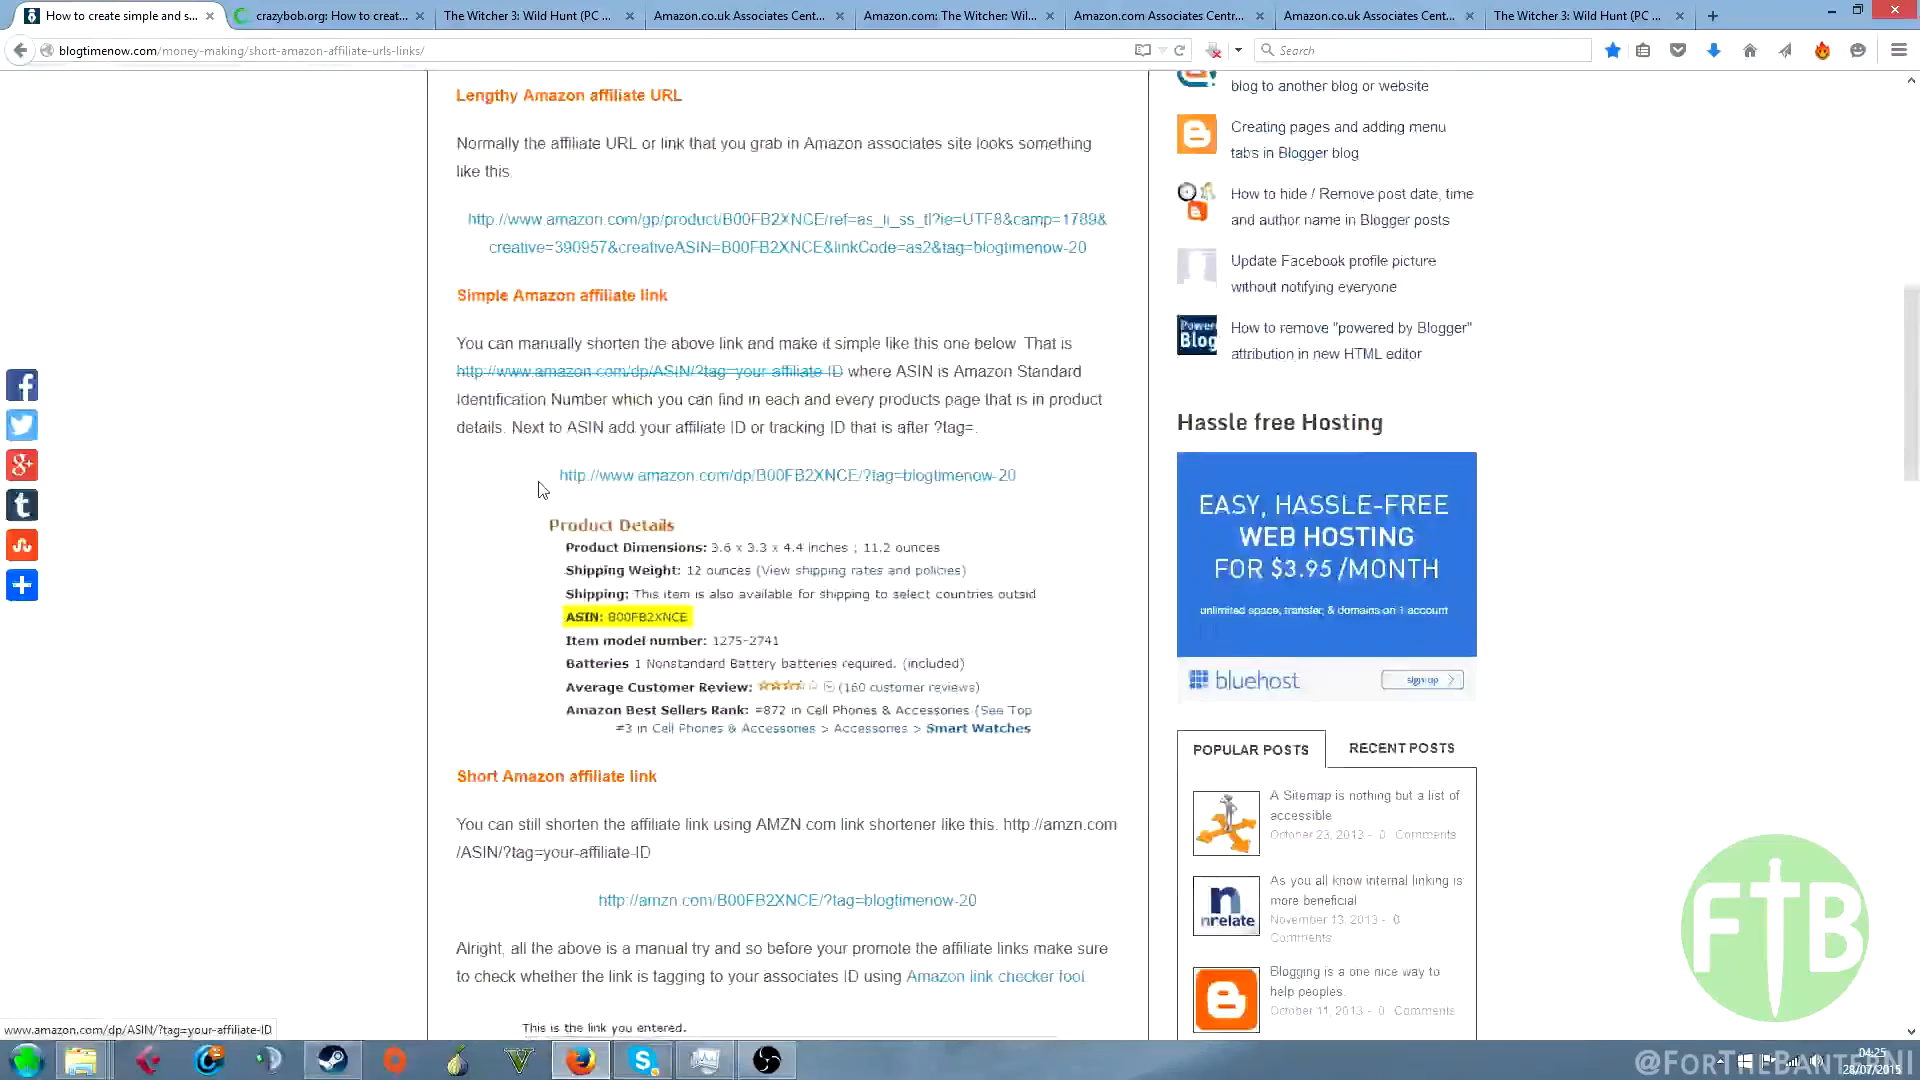 How to create simple and s...
crazybob.org: How to creat...
The Witcher 3: Wild Hunt (PC ...
Amazon.co.uk Associates Cent...
Amazon.com: The Witcher: Wil...
Amazon.com Associates Centr...
Amazon.co.uk Associates Cent...
The Witcher 3: Wild Hunt (PC ...
blogtimenow.com/money-making/short-amazon-affiliate-urls-links/
Search
Lengthy Amazon affiliate URL
Normally the affiliate URL or link that you grab in Amazon associates site looks something
like this.
http://www.amazon.com/gp/product/B00FB2XNCE/ref=as_li_ss_tl?ie=UTF8&camp=1789&
creative=390957&creativeASIN=B00FB2XNCE&linkCode=as2&tag=blogtimenow-20
Simple Amazon affiliate link
You can manually shorten the above link and make it simple like this one below. That is
http://www.amazon.com/dp/ASIN/?tag=your-affiliate-ID where ASIN is Amazon Standard
Identification Number which you can find in each and every products page that is in product
details. Next to ASIN add your affiliate ID or tracking ID that is after ?tag=.
http://www.amazon.com/dp/B00FB2XNCE/?tag=blogtimenow-20
Product Details
Product Dimensions: 3.6 x 3.3 x 4.4 inches ; 11.2 ounces
Shipping Weight: 12 ounces (View shipping rates and policies)
Shipping: This item is also available for shipping to select countries outsid
ASIN: B00FB2XNCE
Item model number: 1275-2741
Batteries 1 Nonstandard Battery batteries required. (included)
Average Customer Review: (160 customer reviews)
Amazon Best Sellers Rank: #872 in Cell Phones & Accessories (See Top
#3 in Cell Phones & Accessories > Accessories > Smart Watches
Short Amazon affiliate link
You can still shorten the affiliate link using AMZN.com link shortener like this. http://amzn.com
/ASIN/?tag=your-affiliate-ID
http://amzn.com/B00FB2XNCE/?tag=blogtimenow-20
Alright, all the above is a manual try and so before your promote the affiliate links make sure
to check whether the link is tagging to your associates ID using Amazon link checker tool.
This is the link you entered.
blog to another blog or website
Creating pages and adding menu
tabs in Blogger blog
How to hide / Remove post date, time
and author name in Blogger posts
Update Facebook profile picture
without notifying everyone
Powered
Blog
How to remove "powered by Blogger"
attribution in new HTML editor
Hassle free Hosting
EASY, HASSLE-FREE
WEB HOSTING
FOR $3.95 /MONTH
unlimited space, transfer, & domains on 1 account
bluehost
sign up
POPULAR POSTS
RECENT POSTS
A Sitemap is nothing but a list of
accessible
October 23, 2013 - 0 Comments
n
nrelate
As you all know internal linking is
more beneficial
November 13, 2013 - 0
Comments
Blogging is a one nice way to
help peoples.
October 11, 2013 - 0 Comments
FTB
www.amazon.com/dp/ASIN/?tag=your-affiliate-ID
@ForTheBanterNI
04:25
28/07/2015